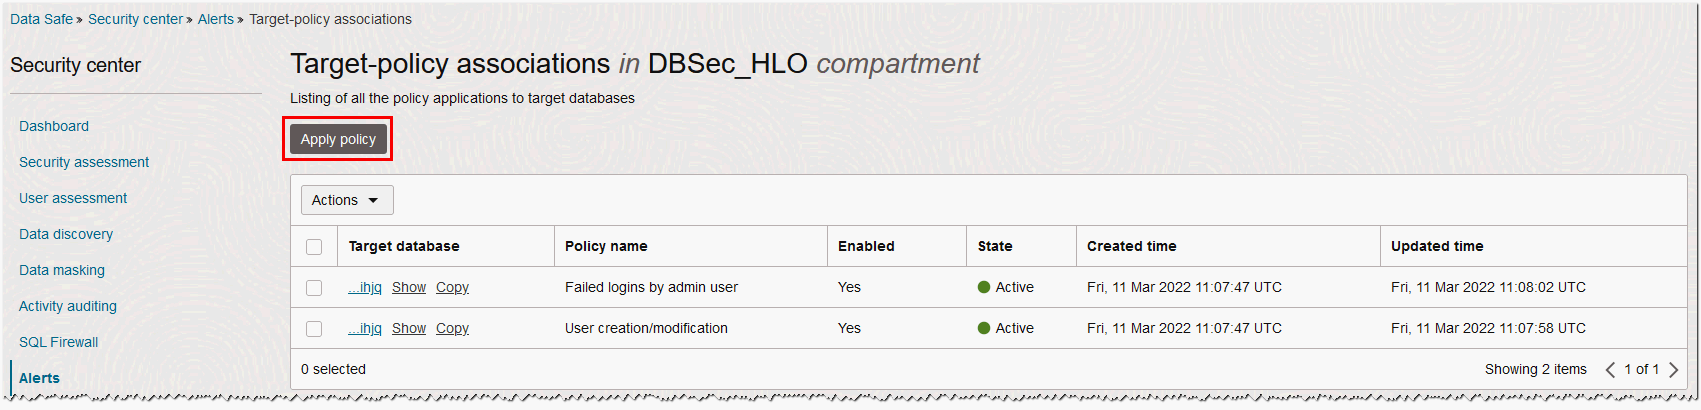 Data Safe » Security center » Alerts » Target-policy associations
Security center
Dashboard
Security assessment
User assessment
Data discovery
Data masking
Activity auditing
SQL Firewall
Alerts
Target-policy associations in DBSec_HLO compartment
Listing of all the policy applications to target databases
Apply policy
Actions
Target database Policy name Enabled State Created time Updated time
...ihjq Show Copy Failed logins by admin user Yes Active Fri, 11 Mar 2022 11:07:47 UTC Fri, 11 Mar 2022 11:08:02 UTC
...ihjq Show Copy User creation/modification Yes Active Fri, 11 Mar 2022 11:07:47 UTC Fri, 11 Mar 2022 11:07:58 UTC
0 selected Showing 2 items 1 of 1